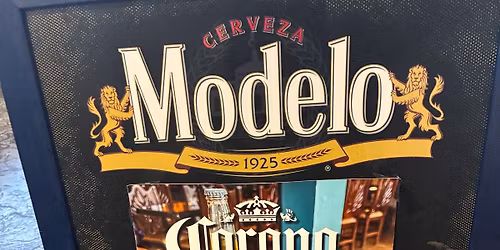 CERVEZA
Modelo
1925
®
Corona